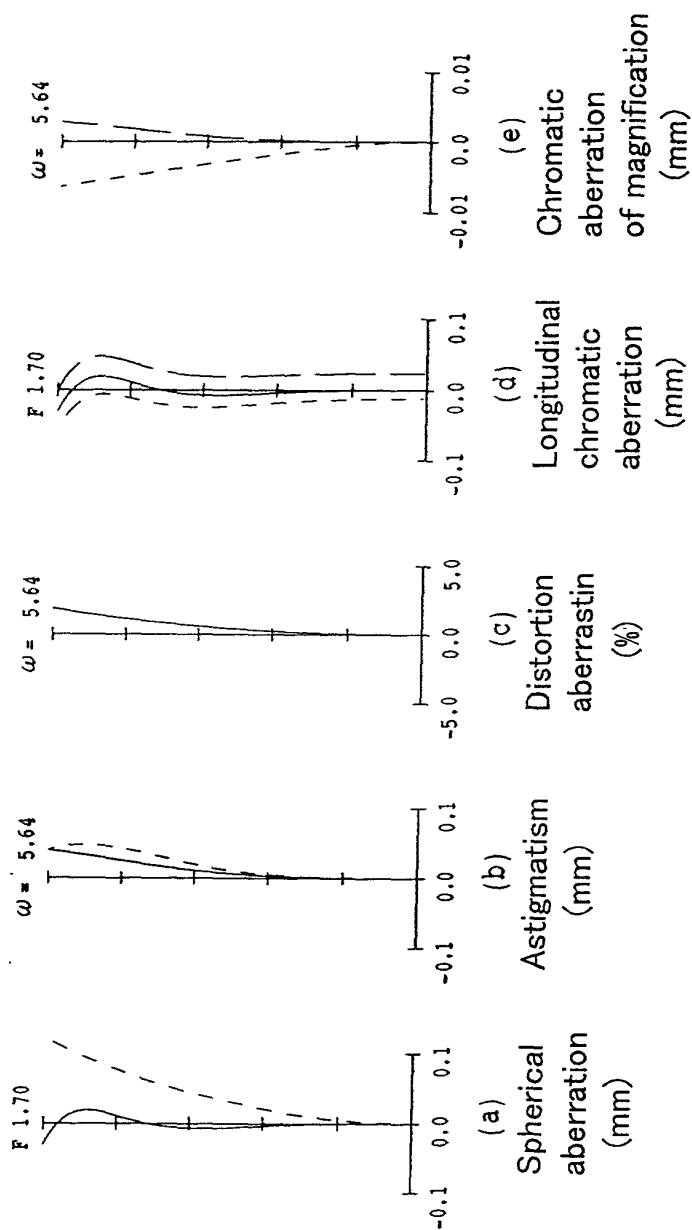 F 1.70
-0.1 0.0 0.1
(a)
Spherical
aberration
(mm)
ω= 5.64
-0.1 0.0 0.1
(b)
Astigmatism
(mm)
ω= 5.64
-5.0 0.0 5.0
(c)
Distortion
aberrastin
(%)
F 1.70
-0.1 0.0 0.1
(d)
Longitudinal
chromatic
aberration
(mm)
ω= 5.64
-0.01 0.0 0.01
(e)
Chromatic
aberration
of magnification
(mm)